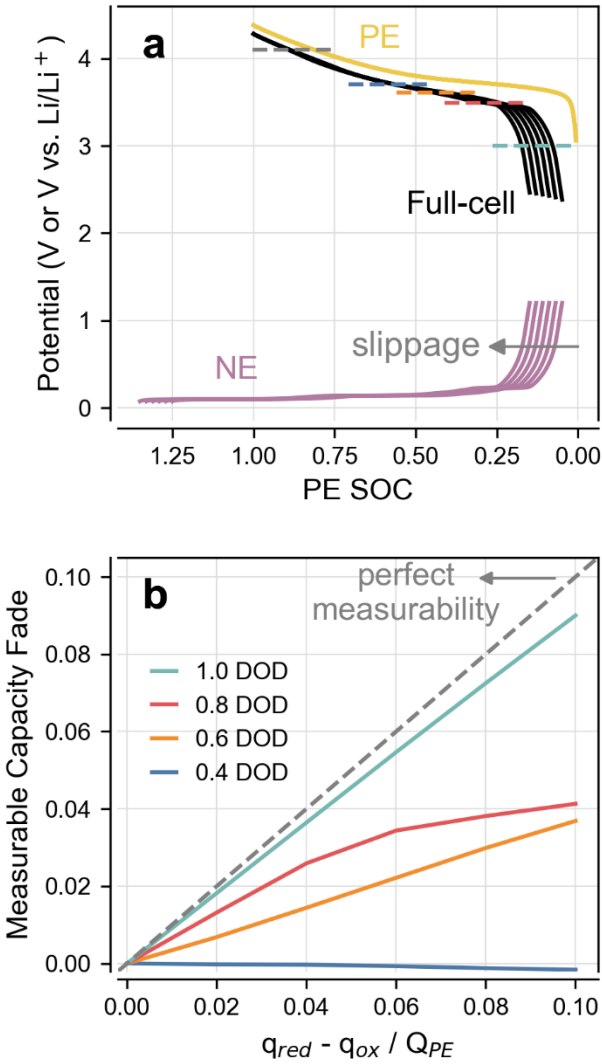 a
PE
4
3
2
1
0
Potential (V or V vs. Li/Li⁺)
Full-cell
slippage
NE
1.25
1.00
0.75
0.50
0.25
0.00
PE SOC
b
perfect
measurability
0.10
0.08
0.06
0.04
0.02
0.00
Measurable Capacity Fade
1.0 DOD
0.8 DOD
0.6 DOD
0.4 DOD
0.00
0.02
0.04
0.06
0.08
0.10
q_red - q_ox / Q_PE